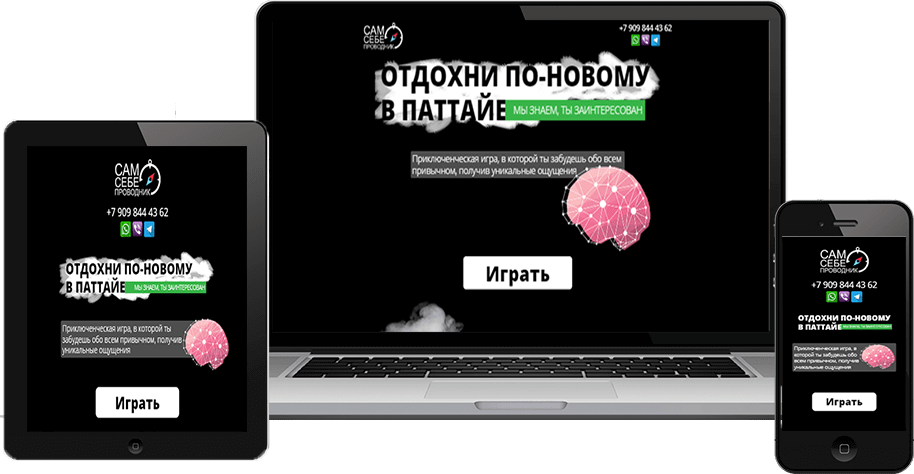 САМ
СЕБЕ
ПРОВОДНИК
+7 909 844 43 62
ОТДОХНИ ПО-НОВОМУ
В ПАТТАЙЕ МЫ ЗНАЕМ, ТЫ ЗАИНТЕРЕСОВАН
Приключенческая игра, в которой ты забудешь обо всем
привычном, получив уникальные ощущения
Играть
САМ
СЕБЕ
ПРОВОДНИК
+7 909 844 43 62
ОТДОХНИ ПО-НОВОМУ
В ПАТТАЙЕ МЫ ЗНАЕМ, ТЫ ЗАИНТЕРЕСОВАН
Приключенческая игра, в которой ты
забудешь обо всем привычном, получив
уникальные ощущения
Играть
САМ
СЕБЕ
ПРОВОДНИК
+7 909 844 43 62
ОТДОХНИ ПО-НОВОМУ
В ПАТТАЙЕ МЫ ЗНАЕМ, ТЫ ЗАИНТЕРЕСОВАН
Приключенческая игра, в
которой ты забудешь обо
всем привычном, получив
уникальные ощущения
Играть